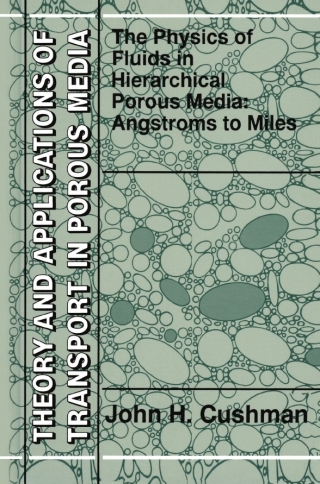 THEORY AND APPLICATIONS OF
TRANSPORT IN POROUS MEDIA
The Physics of
Fluids in
Hierarchical
Porous Media:
Angstroms to Miles
John H. Cushman